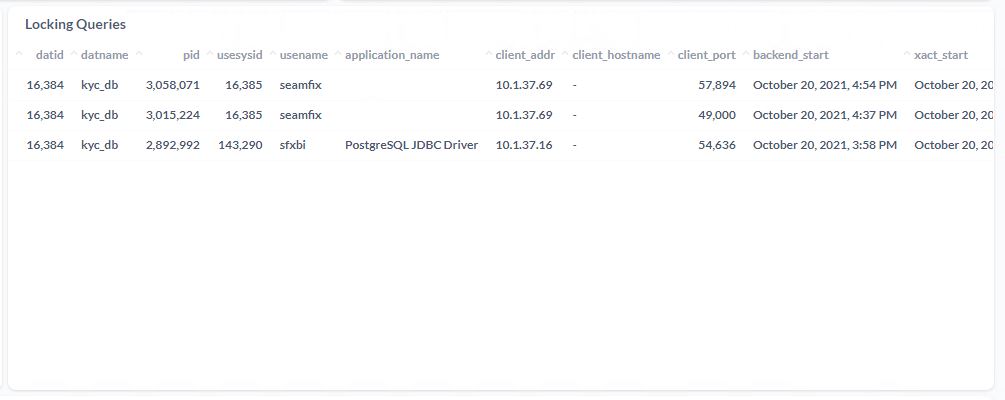 Locking Queries
datid datname pid usesysid usename application_name client_addr client_hostname client_port backend_start xact_start
16,384 kyc_db 3,058,071 16,385 seamfix 10.1.37.69 - 57,894 October 20, 2021, 4:54 PM October 20, 20
16,384 kyc_db 3,015,224 16,385 seamfix 10.1.37.69 - 49,000 October 20, 2021, 4:37 PM October 20, 20
16,384 kyc_db 2,892,992 143,290 sfxbi PostgreSQL JDBC Driver 10.1.37.16 - 54,636 October 20, 2021, 3:58 PM October 20, 20